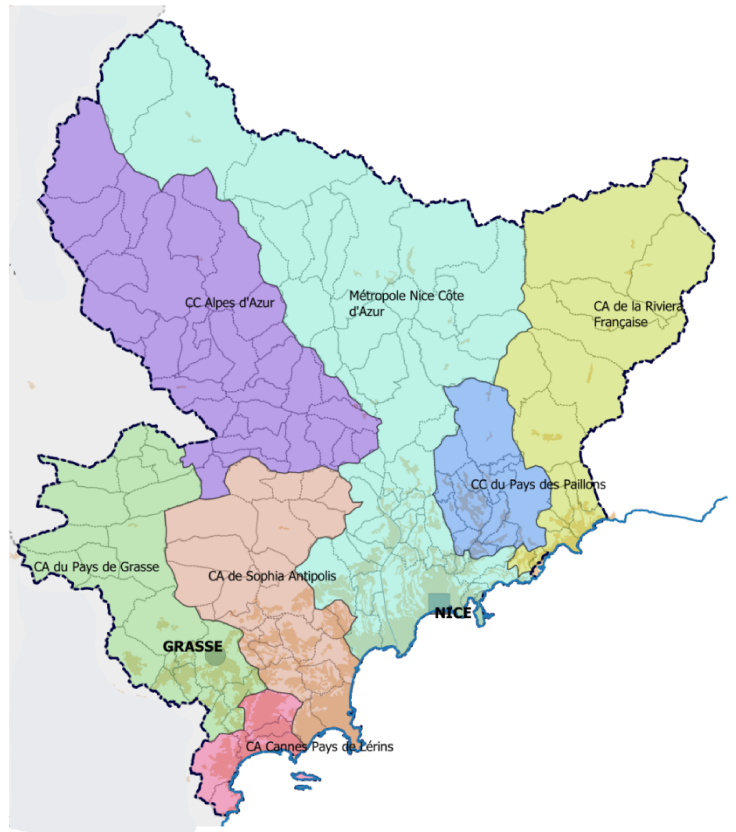 CC Alpes d'Azur
Métropole Nice Côte
d'Azur
CA de la Riviera
Française
CC du Pays des Paillons
CA du Pays de Grasse
CA de Sophia Antipolis
NICE
GRASSE
CA Cannes Pays de Lérins